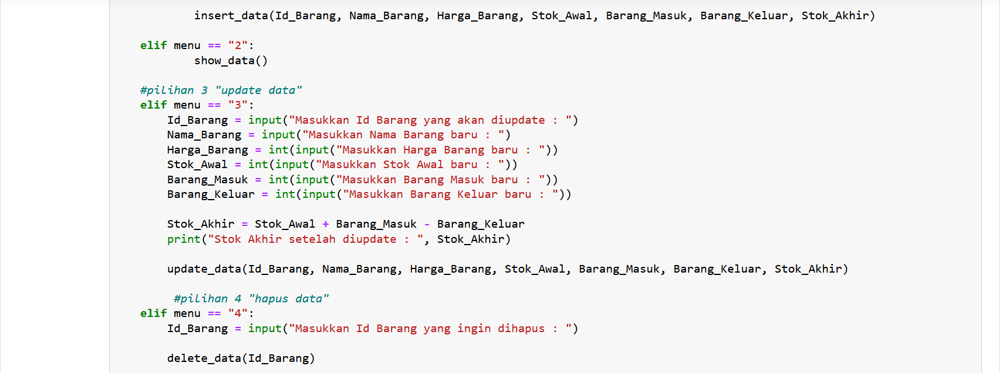 insert_data(Id_Barang, Nama_Barang, Harga_Barang, Stok_Awal, Barang_Masuk, Barang_Keluar, Stok_Akhir)
elif menu == "2":
show_data()
#pilihan 3 "update data"
elif menu == "3":
Id_Barang = input("Masukkan Id Barang yang akan diupdate : ")
Nama_Barang = input("Masukkan Nama Barang baru : ")
Harga_Barang = int(input("Masukkan Harga Barang baru : "))
Stok_Awal = int(input("Masukkan Stok Awal baru : "))
Barang_Masuk = int(input("Masukkan Barang Masuk baru : "))
Barang_Keluar = int(input("Masukkan Barang Keluar baru : "))
Stok_Akhir = Stok_Awal + Barang_Masuk - Barang_Keluar
print("Stok Akhir setelah diupdate : ", Stok_Akhir)
update_data(Id_Barang, Nama_Barang, Harga_Barang, Stok_Awal, Barang_Masuk, Barang_Keluar, Stok_Akhir)
#pilihan 4 "hapus data"
elif menu == "4":
Id_Barang = input("Masukkan Id Barang yang ingin dihapus : ")
delete_data(Id_Barang)